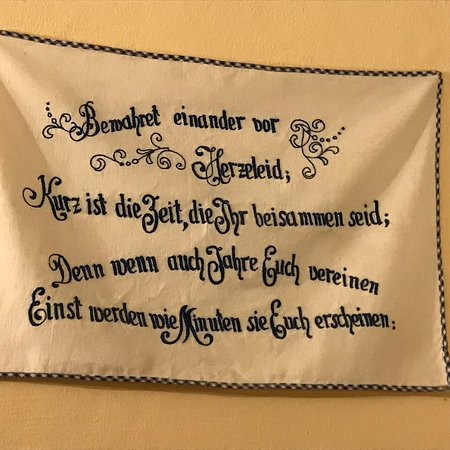 Bewahret einander vor
Herzeleid;
Kurz ist die Zeit, die Ihr beisammen seid;
Denn wenn auch Jahre Euch vereinen
Einst werden wie Minuten sie Euch erscheinen: